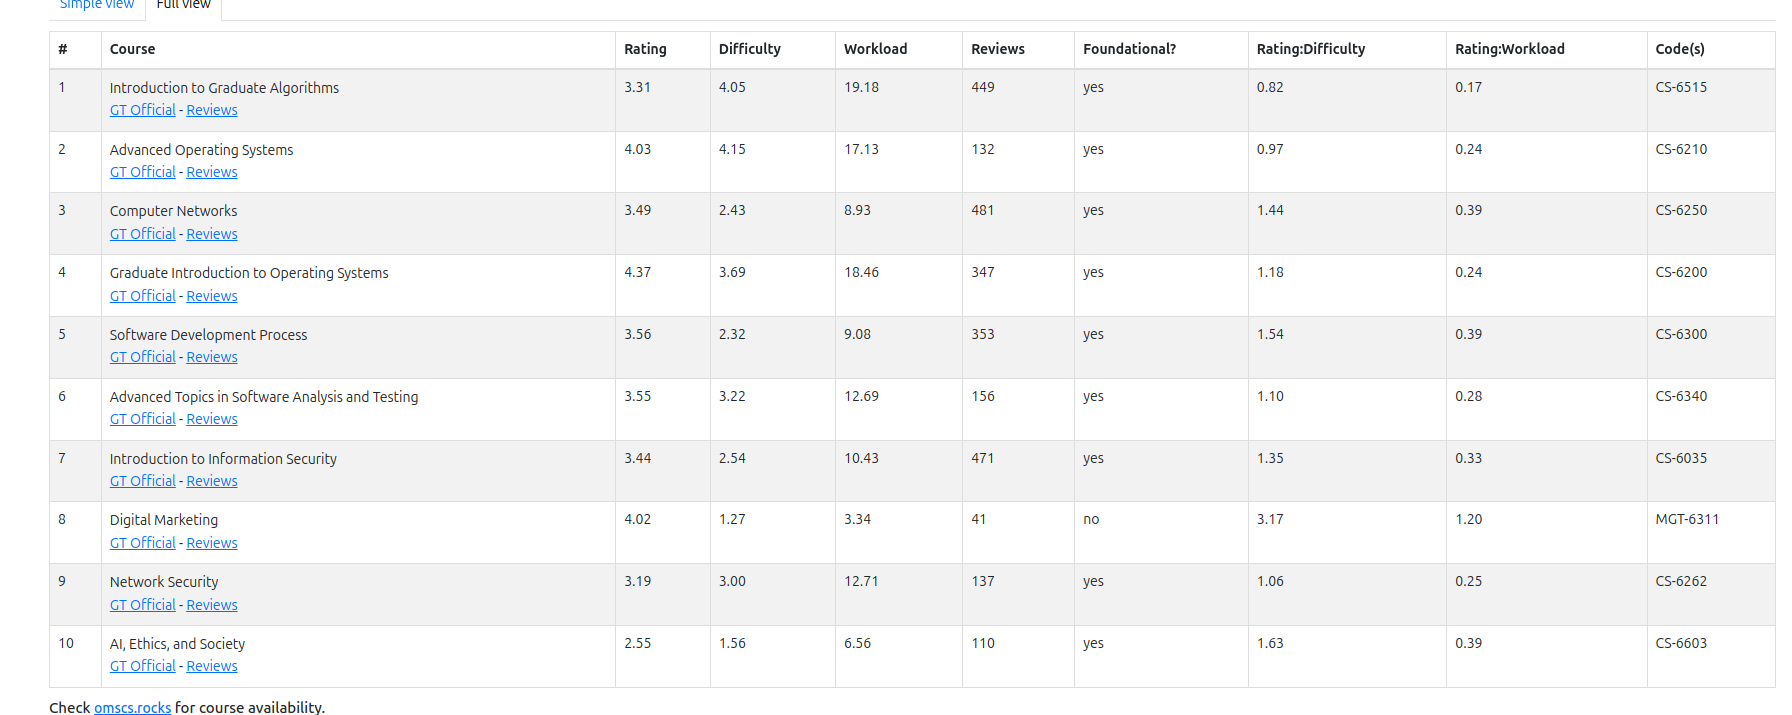 Simple view Full view
# Course Rating Difficulty Workload Reviews Foundational? Rating:Difficulty Rating:Workload Code(s)
1 Introduction to Graduate Algorithms 3.31 4.05 19.18 449 yes 0.82 0.17 CS-6515
GT Official - Reviews
2 Advanced Operating Systems 4.03 4.15 17.13 132 yes 0.97 0.24 CS-6210
GT Official - Reviews
3 Computer Networks 3.49 2.43 8.93 481 yes 1.44 0.39 CS-6250
GT Official - Reviews
4 Graduate Introduction to Operating Systems 4.37 3.69 18.46 347 yes 1.18 0.24 CS-6200
GT Official - Reviews
5 Software Development Process 3.56 2.32 9.08 353 yes 1.54 0.39 CS-6300
GT Official - Reviews
6 Advanced Topics in Software Analysis and Testing 3.55 3.22 12.69 156 yes 1.10 0.28 CS-6340
GT Official - Reviews
7 Introduction to Information Security 3.44 2.54 10.43 471 yes 1.35 0.33 CS-6035
GT Official - Reviews
8 Digital Marketing 4.02 1.27 3.34 41 no 3.17 1.20 MGT-6311
GT Official - Reviews
9 Network Security 3.19 3.00 12.71 137 yes 1.06 0.25 CS-6262
GT Official - Reviews
10 AI, Ethics, and Society 2.55 1.56 6.56 110 yes 1.63 0.39 CS-6603
GT Official - Reviews
Check omscs.rocks for course availability.